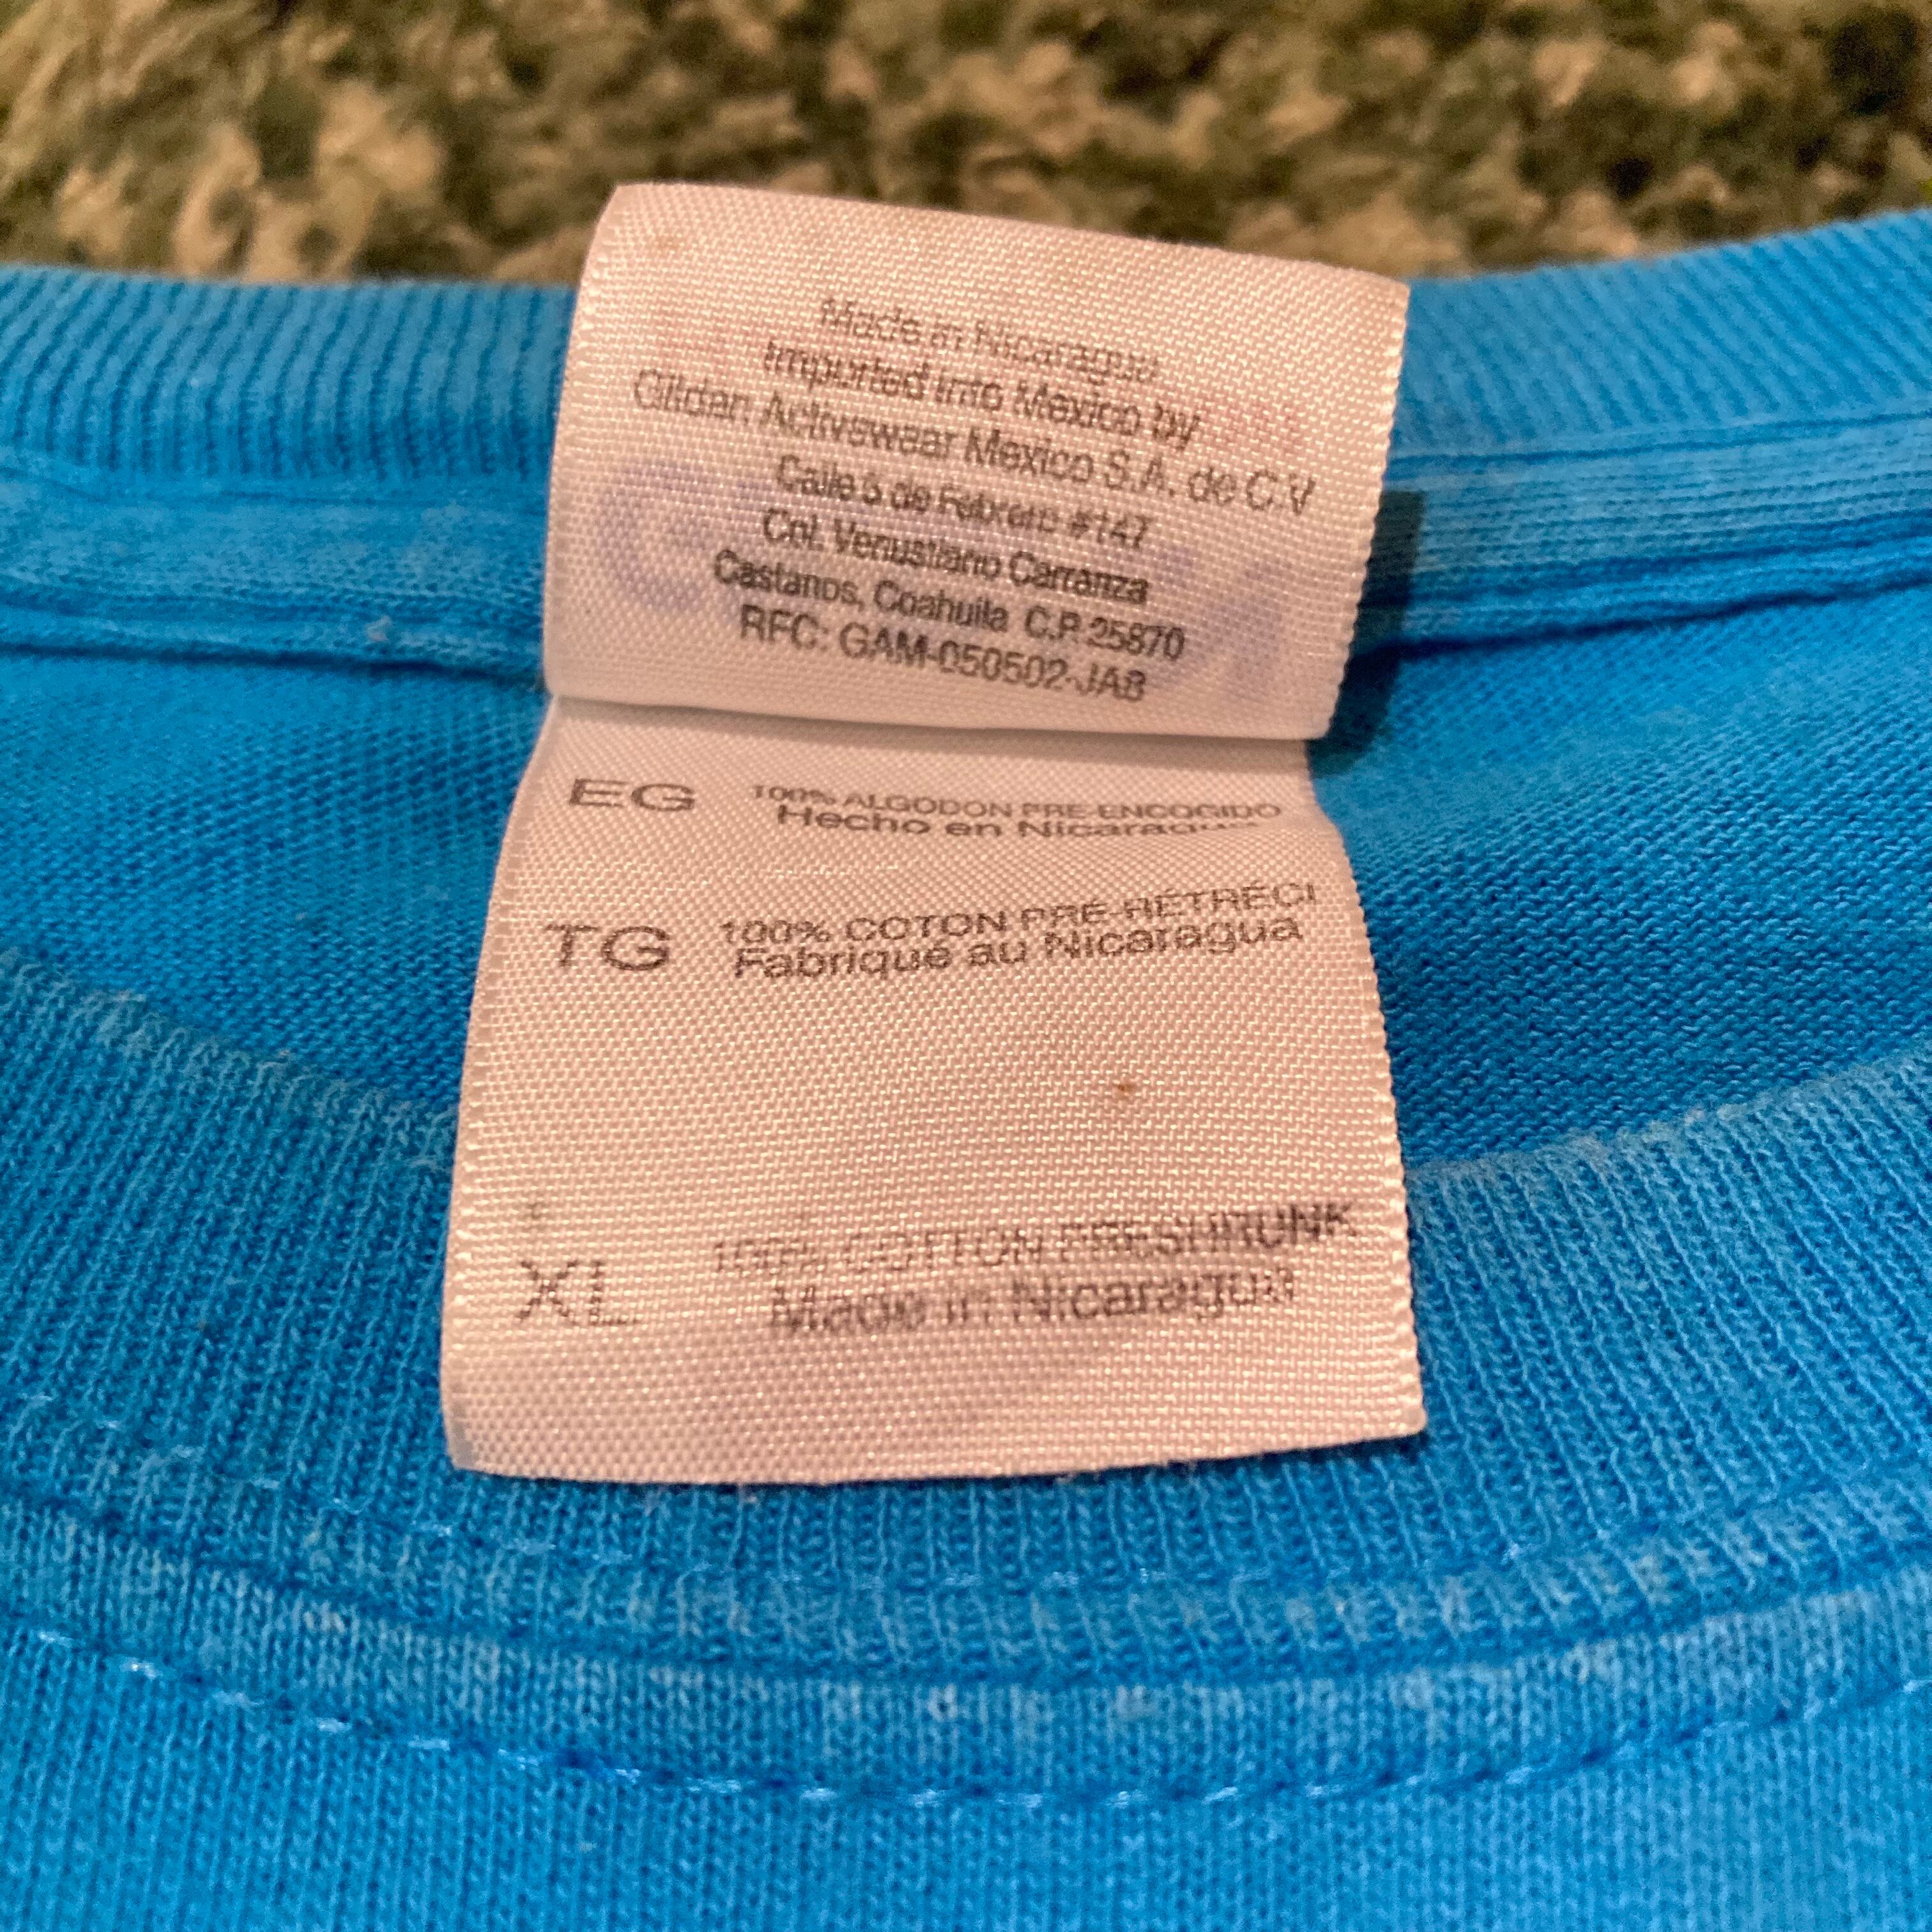 Made in Nicaragua
Imported into Mexico by
Gildan Activewear Mexico S.A. de C.V
Calle 5 de Febrero #147
Col. Venustiano Carranza
Castanos, Coahuila C.P. 25870
RFC: GAM-050502-JA8
EG 100% ALGODON PRE-ENCOGIDO
Hecho en Nicaragua
TG 100% COTON PRÉ-RÉTRÉCI
Fabriqué au Nicaragua
XL 100% COTTON PRESHRUNK
Made in Nicaragua